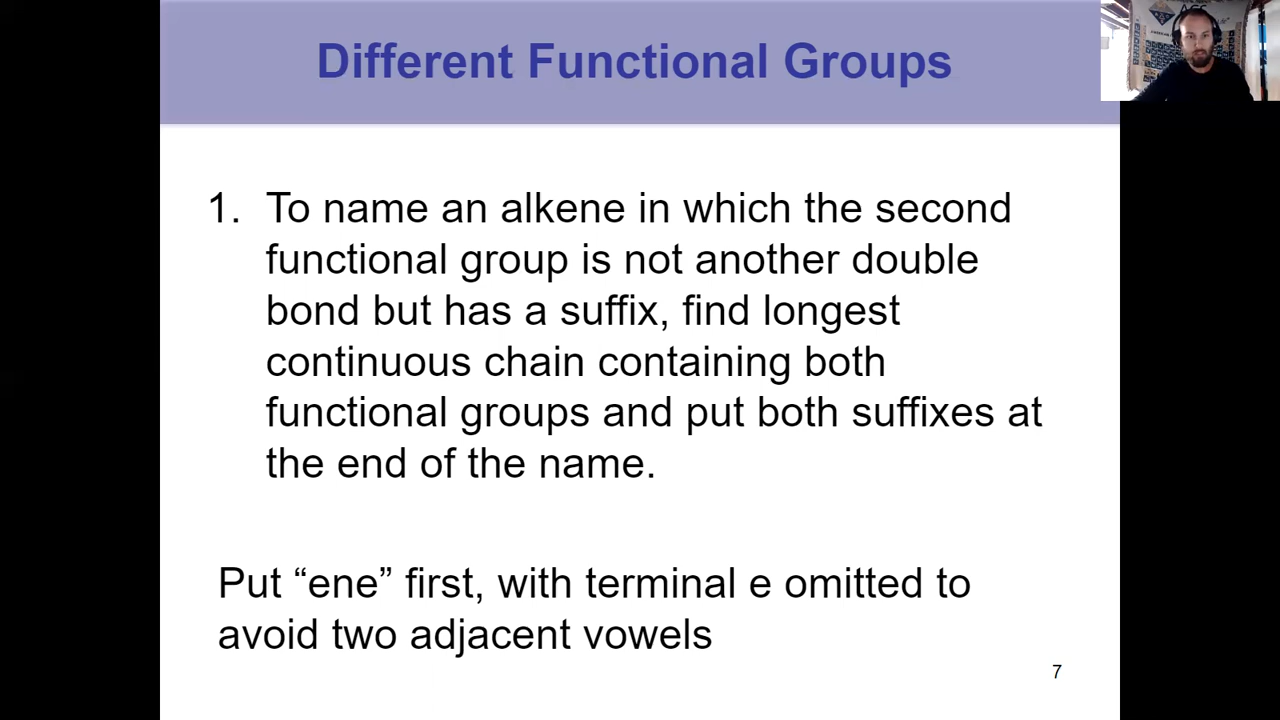 Different Functional Groups
1. To name an alkene in which the second
functional group is not another double
bond but has a suffix, find longest
continuous chain containing both
functional groups and put both suffixes at
the end of the name.
Put “ene” first, with terminal e omitted to
avoid two adjacent vowels
7